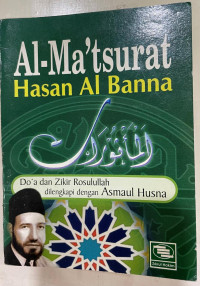 Al-Ma'tsurat
Hasan Al Banna
المأثورات
Do'a dan Zikir Rosulullah
dilengkapi dengan Asmaul Husna